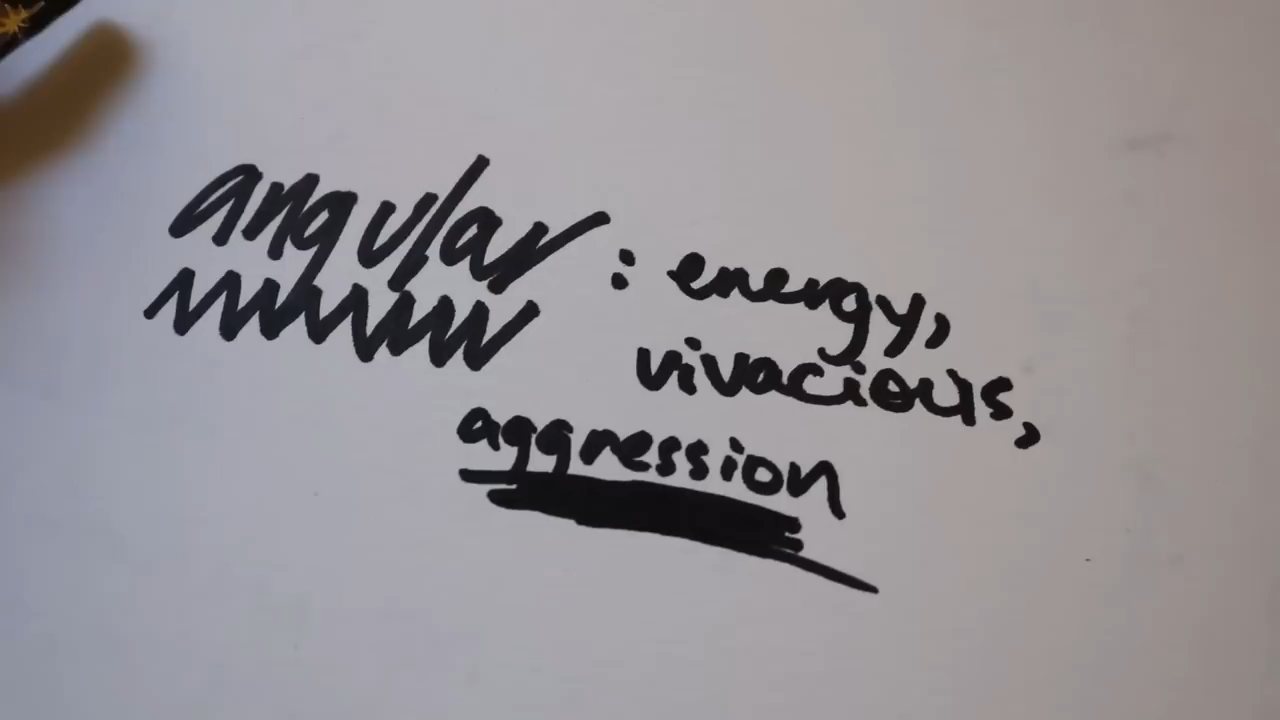 angular : energy,
vivacious,
aggression